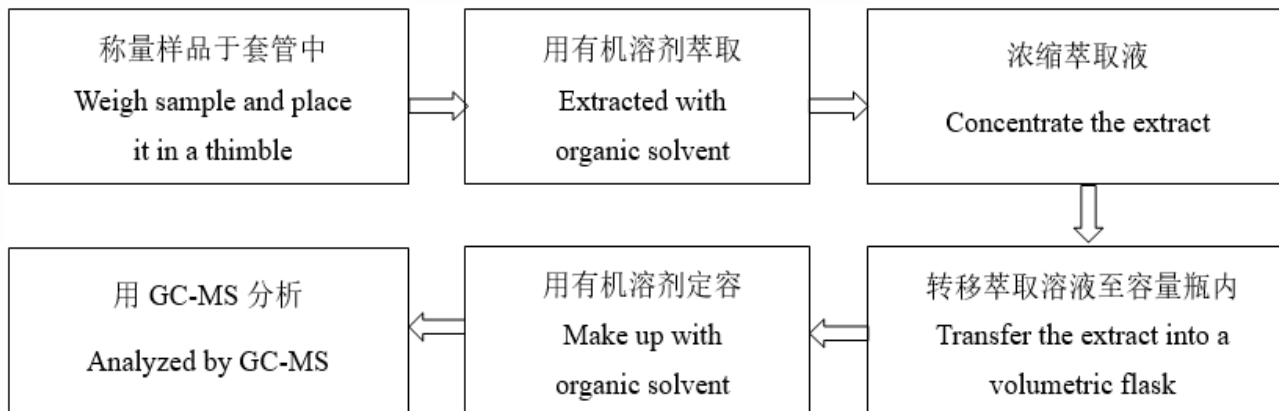 称量样品于套管中
Weigh sample and place
it in a thimble
用有机溶剂萃取
Extracted with
organic solvent
浓缩萃取液
Concentrate the extract
转移萃取溶液至容量瓶内
Transfer the extract into a
volumetric flask
用有机溶剂定容
Make up with
organic solvent
用 GC-MS 分析
Analyzed by GC-MS